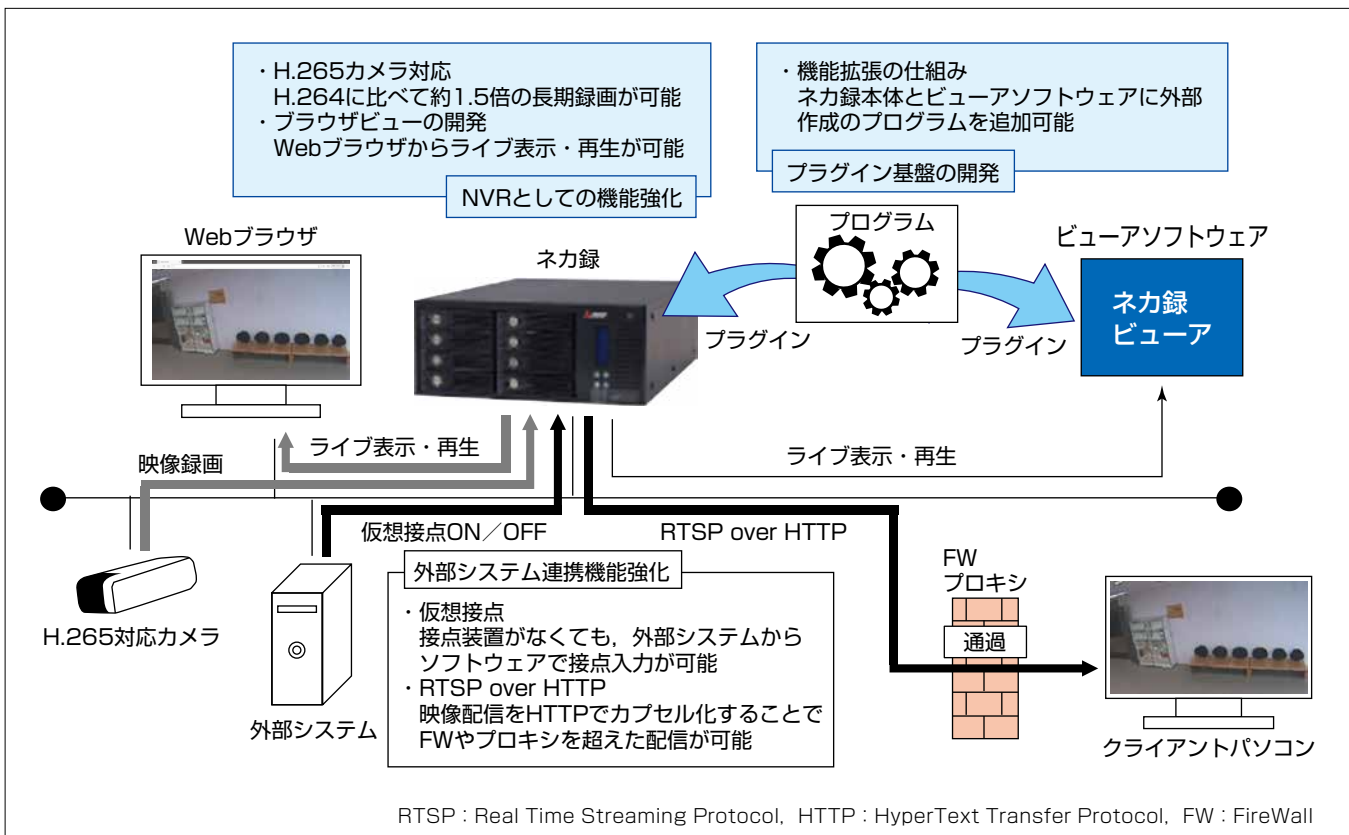 ・H.265カメラ対応
H.264に比べて約1.5倍の長期録画が可能
・ブラウザビューの開発
Webブラウザからライブ表示・再生が可能
NVRとしての機能強化
・機能拡張の仕組み
ネカ録本体とビューアソフトウェアに外部
作成のプログラムを追加可能
プラグイン基盤の開発
Webブラウザ
ネカ録
プログラム
ビューアソフトウェア
プラグイン
プラグイン
ネカ録
ビューア
ライブ表示・再生
映像録画
ライブ表示・再生
仮想接点ON／OFF
RTSP over HTTP
H.265対応カメラ
外部システム
外部システム連携機能強化
・仮想接点
接点装置がなくても，外部システムから
ソフトウェアで接点入力が可能
・RTSP over HTTP
映像配信をHTTPでカプセル化することで
FWやプロキシを超えた配信が可能
FW
プロキシ
通過
クライアントパソコン
RTSP：Real Time Streaming Protocol，HTTP：HyperText Transfer Protocol，FW：FireWall